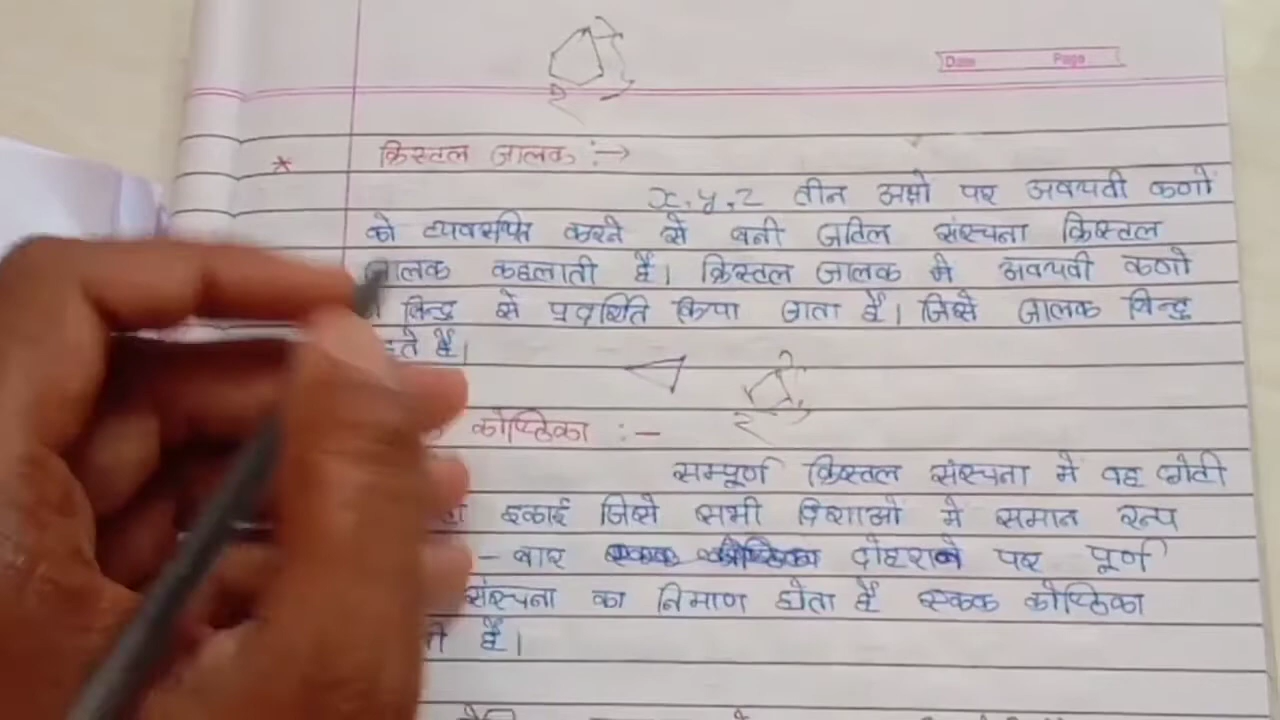 Date Page
* क्रिस्टल जालक :→
x, y, z तीन अक्षो पर अवयवी कणों
को व्यवस्थित करने से बनी जटिल संरचना क्रिस्टल
जालक कहलाती है। क्रिस्टल जालक मे अवयवी कणो
बिन्दु से प्रदर्शित किया जाता है। जिसे जालक बिन्दु
है।
कोष्ठिका :-
सम्पूर्ण क्रिस्टल संरचना मे वह छोटी
इकाई जिसे सभी दिशाओं मे समान रूप
- बार दोहराने पर पूर्ण
संरचना का निमाण होता है एकक कोष्ठिका
है।